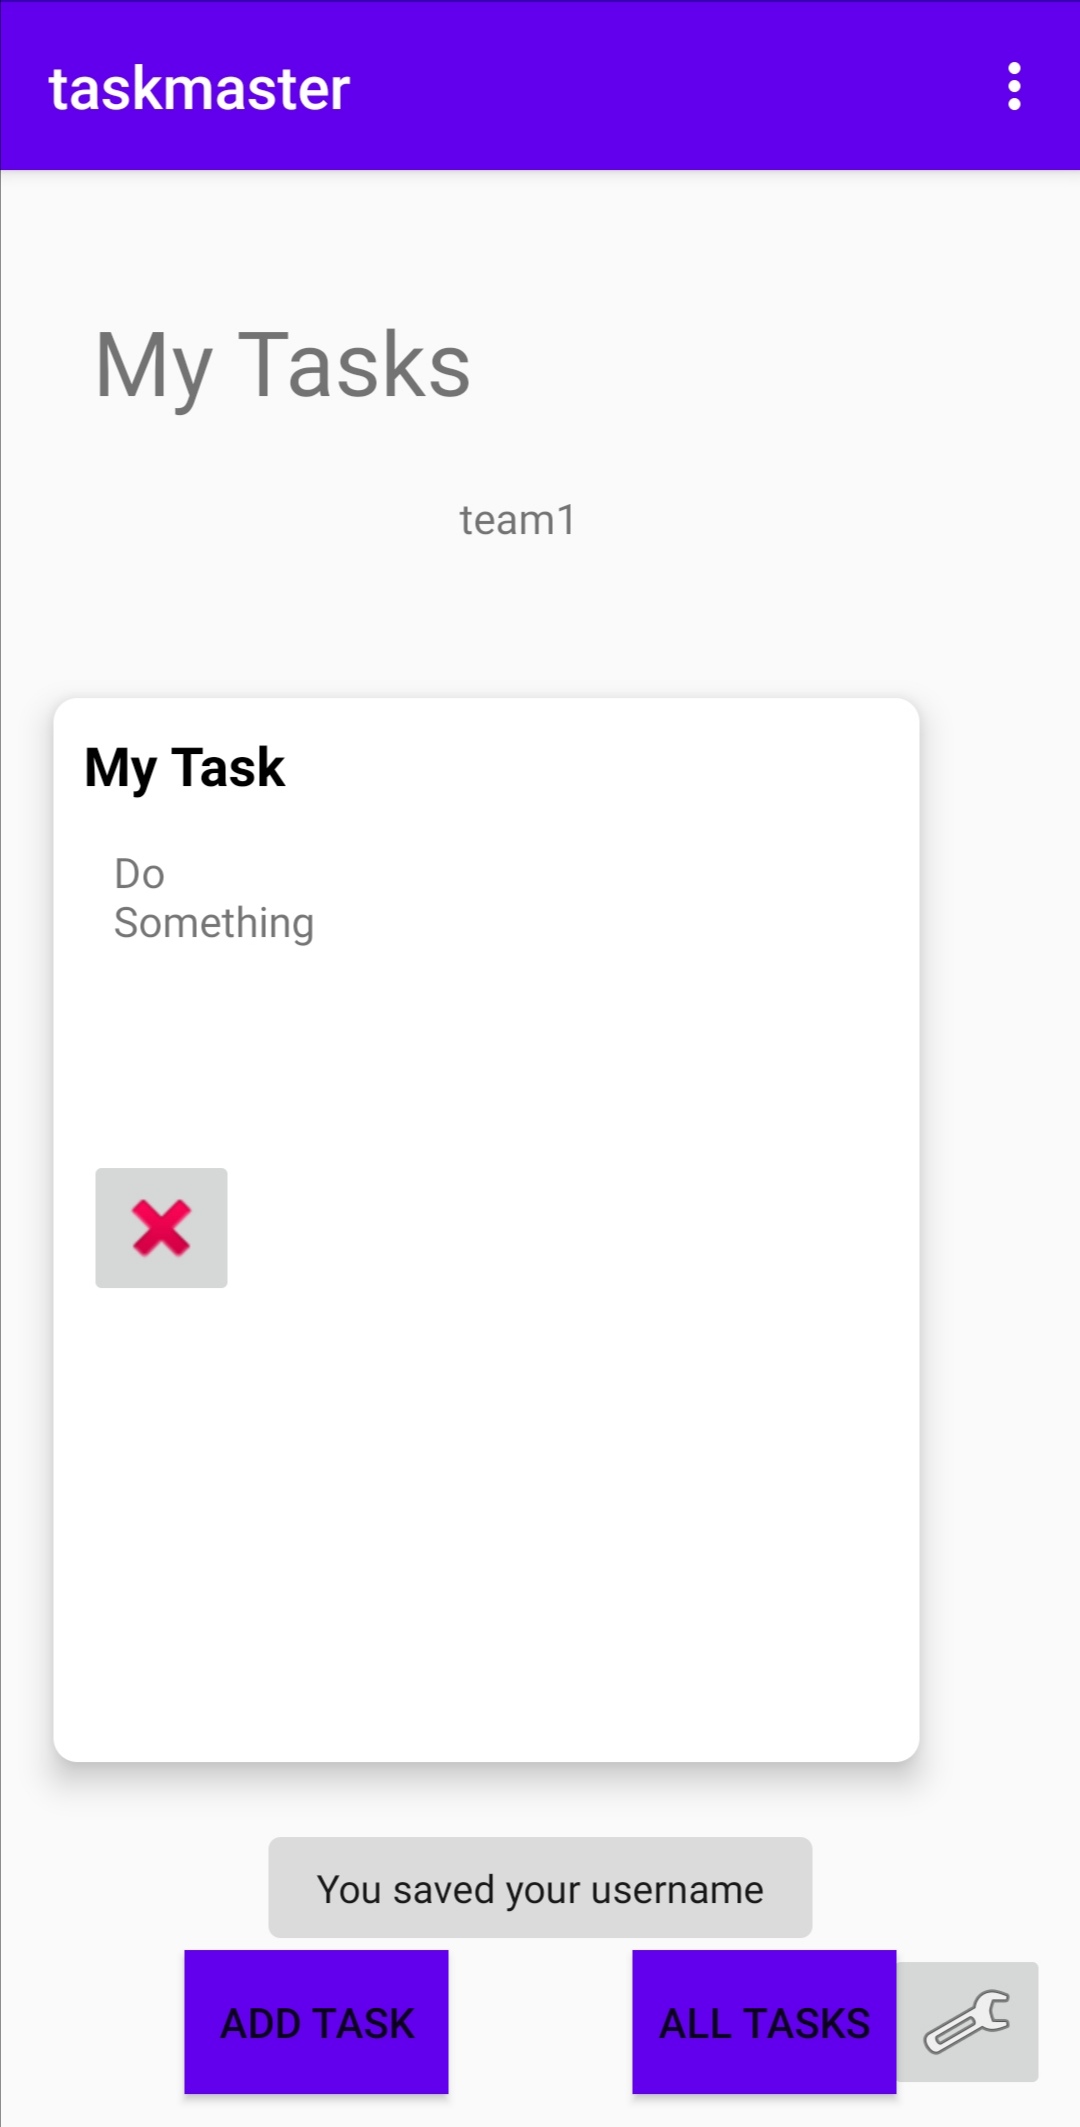 taskmaster
My Tasks
team1
My Task
Do
Something
You saved your username
ADD TASK
ALL TASKS